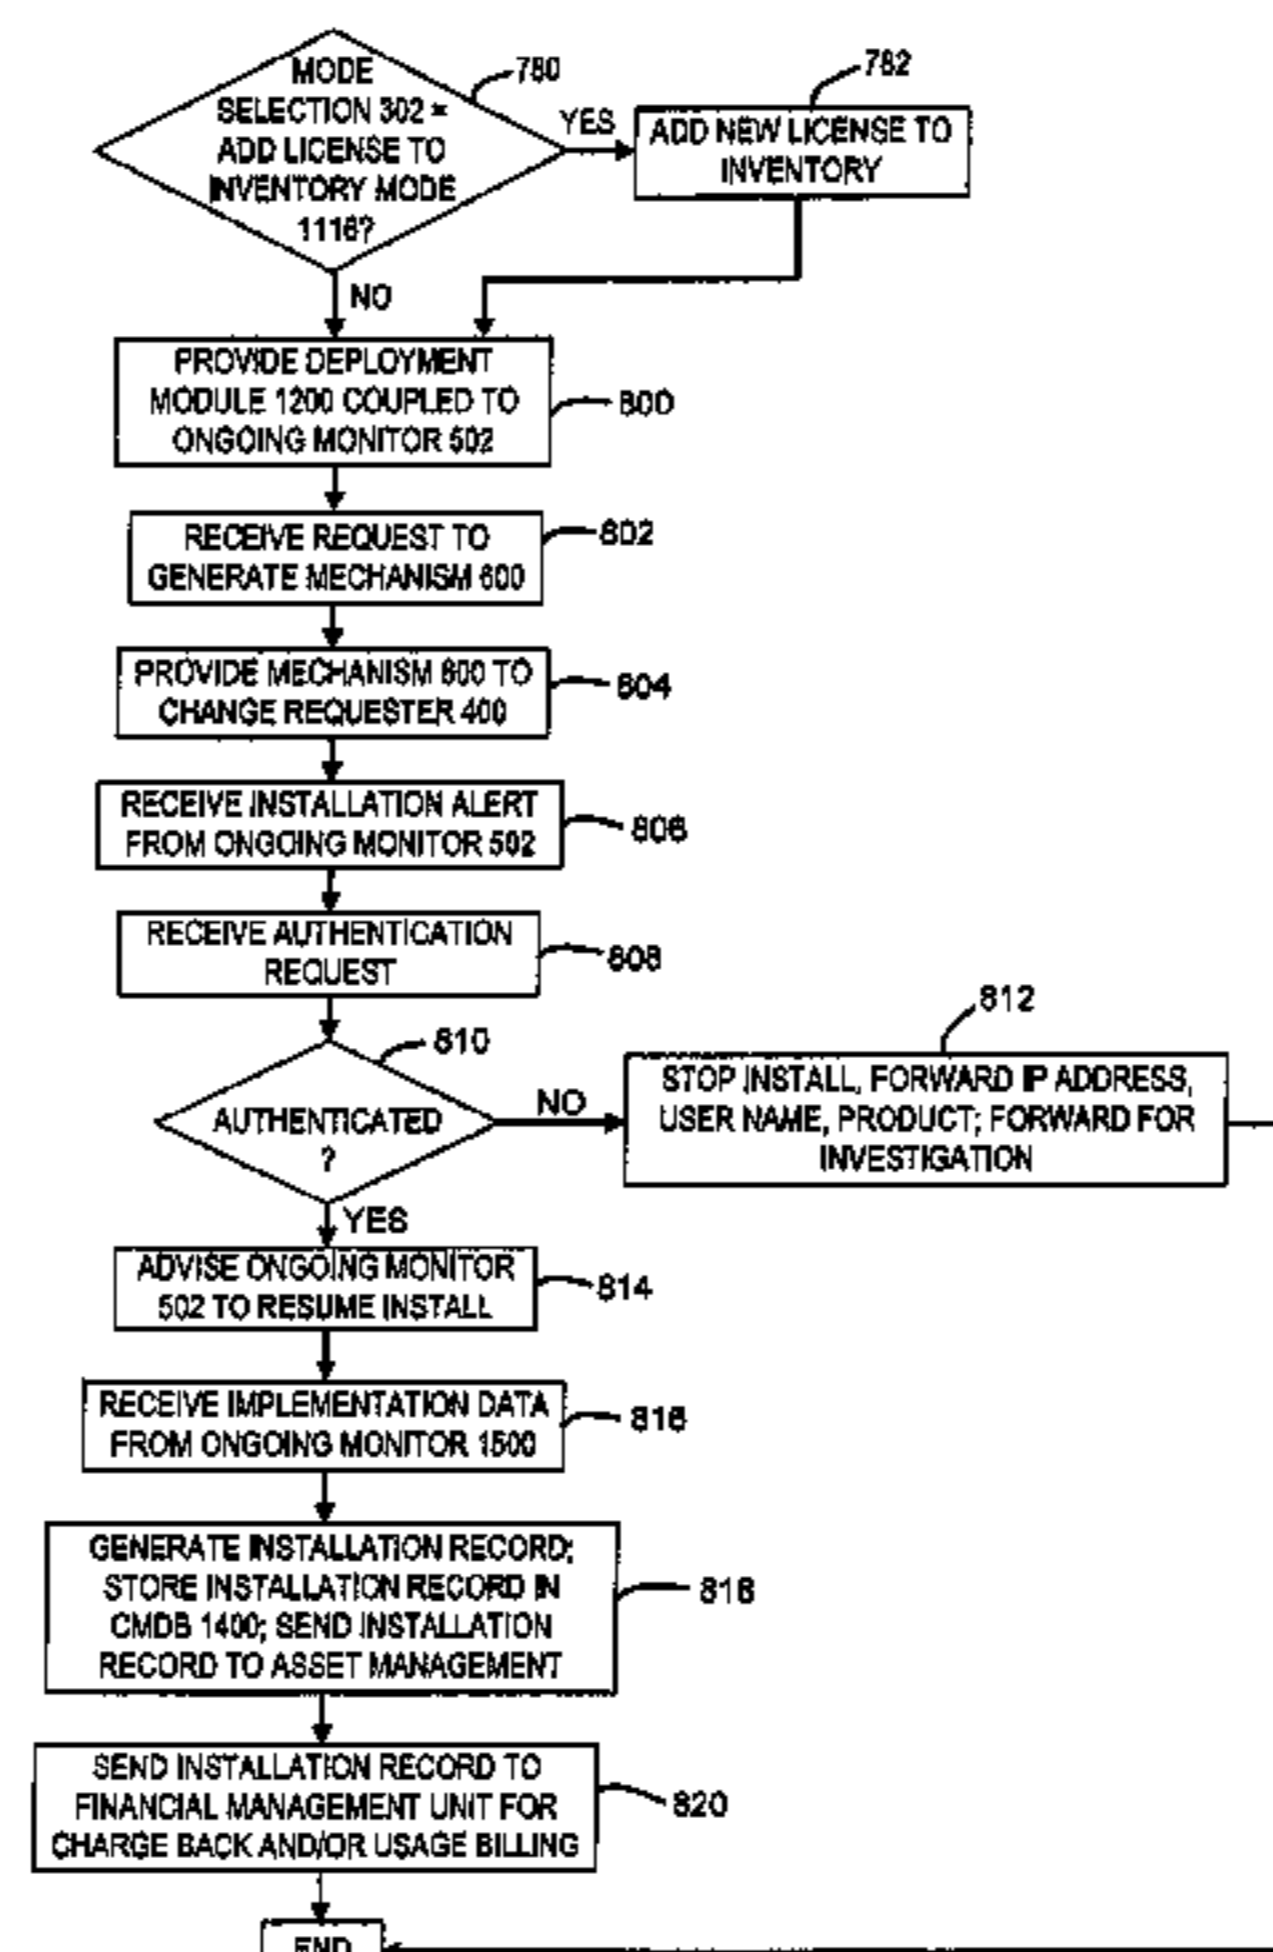 MODE
SELECTION 302 =
ADD LICENSE TO
INVENTORY MODE
1116?
780
YES
782
ADD NEW LICENSE TO
INVENTORY
NO
PROVIDE DEPLOYMENT
MODULE 1200 COUPLED TO
ONGOING MONITOR 502
800
RECEIVE REQUEST TO
GENERATE MECHANISM 600
802
PROVIDE MECHANISM 600 TO
CHANGE REQUESTER 400
804
RECEIVE INSTALLATION ALERT
FROM ONGOING MONITOR 502
806
RECEIVE AUTHENTICATION
REQUEST
808
810
AUTHENTICATED
?
NO
812
STOP INSTALL, FORWARD IP ADDRESS,
USER NAME, PRODUCT; FORWARD FOR
INVESTIGATION
YES
ADVISE ONGOING MONITOR
502 TO RESUME INSTALL
814
RECEIVE IMPLEMENTATION DATA
FROM ONGOING MONITOR 1500
816
GENERATE INSTALLATION RECORD;
STORE INSTALLATION RECORD IN
CMDB 1400; SEND INSTALLATION
RECORD TO ASSET MANAGEMENT
818
SEND INSTALLATION RECORD TO
FINANCIAL MANAGEMENT UNIT FOR
CHARGE BACK AND/OR USAGE BILLING
820
END